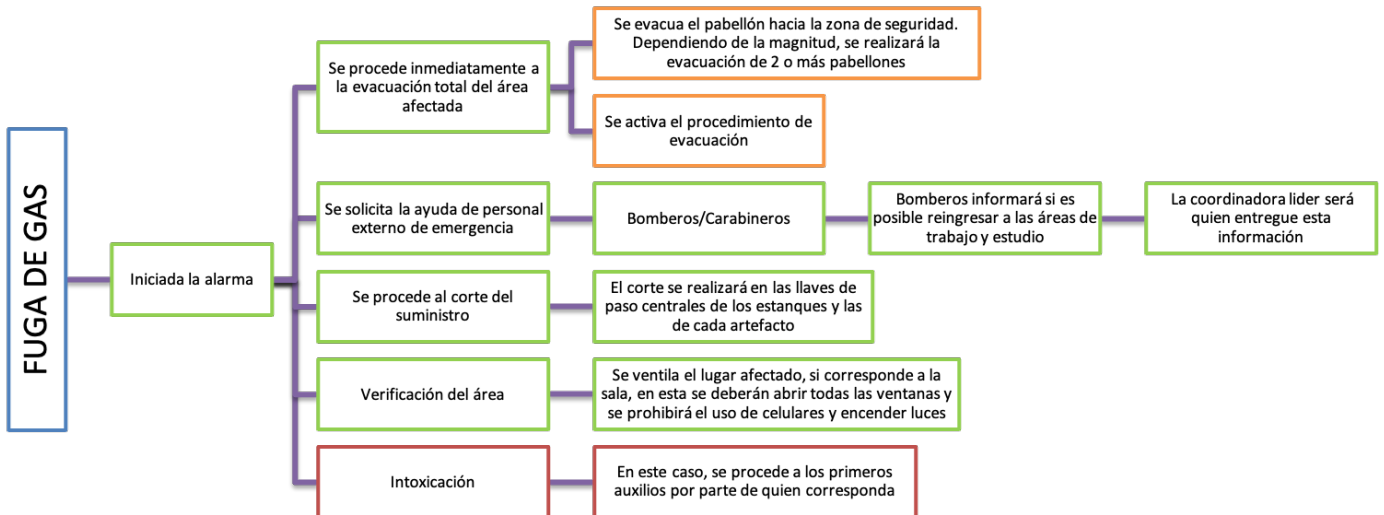 FUGA DE GAS
Iniciada la alarma
Se procede inmediatamente a
la evacuación total del área
afectada
Se evacua el pabellón hacia la zona de seguridad.
Dependiendo de la magnitud, se realizará la
evacuación de 2 o más pabellones
Se activa el procedimiento de
evacuación
Se solicita la ayuda de personal
externo de emergencia
Bomberos/Carabineros
Bomberos informará si es
posible reingresar a las áreas de
trabajo y estudio
La coordinadora lider será
quien entregue esta
información
Se procede al corte del
suministro
El corte se realizará en las llaves de
paso centrales de los estanques y las
de cada artefacto
Verificación del área
Se ventila el lugar afectado, si corresponde a la
sala, en esta se deberán abrir todas las ventanas y
se prohibirá el uso de celulares y encender luces
Intoxicación
En este caso, se procede a los primeros
auxilios por parte de quien corresponda